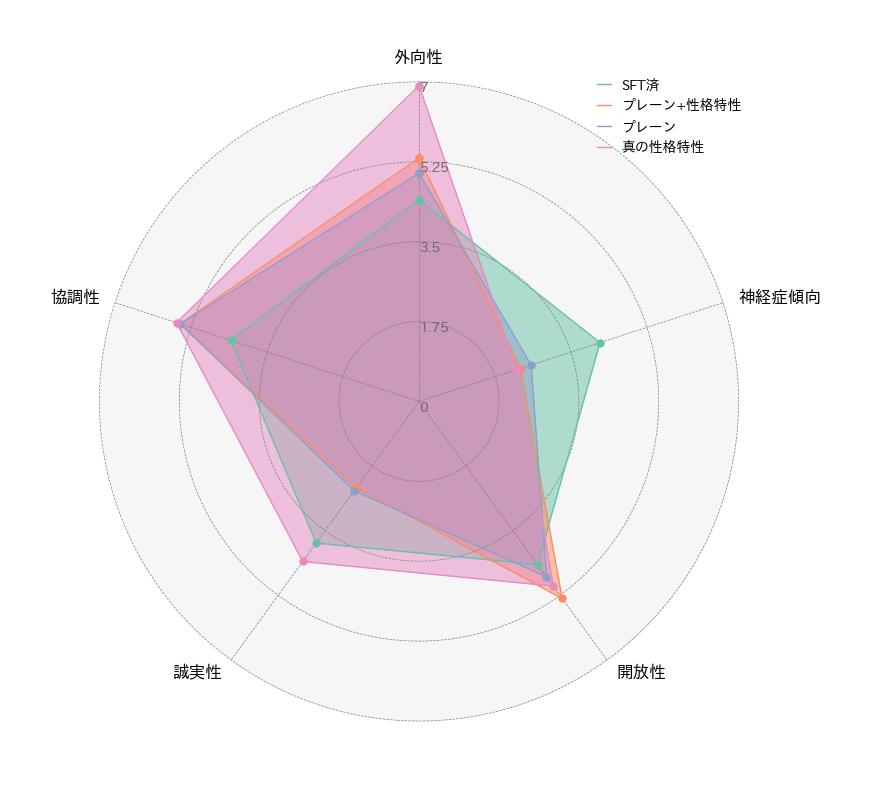 外向性
SFT済
プレーン+性格特性
プレーン
真の性格特性
7
5.25
3.5
1.75
0
協調性
神経症傾向
誠実性
開放性